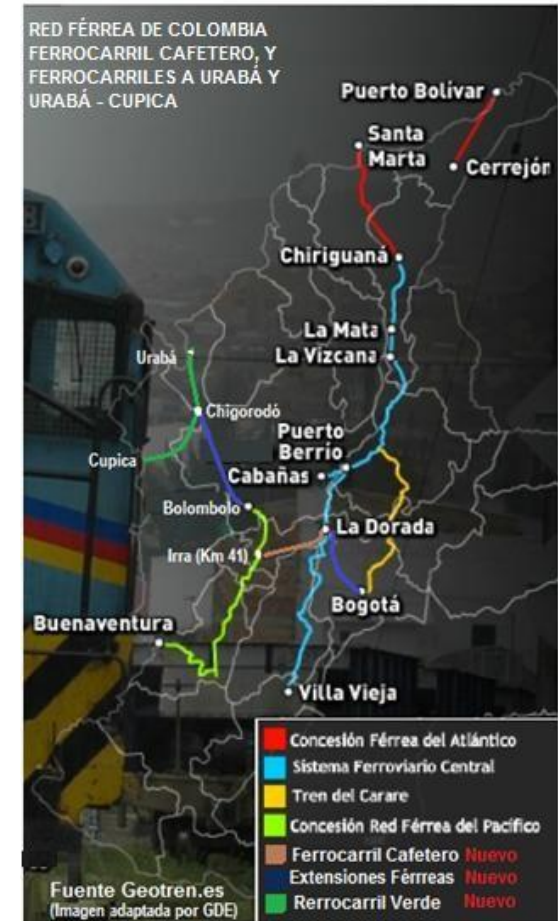 RED FÉRREA DE COLOMBIA
FERROCARRIL CAFETERO, Y
FERROCARRILES A URABÁ Y
URABÁ - CUPICA
Puerto Bolívar
Santa
Marta
Cerrejón
Chiriguaná
La Mata
La Vizcana
Urabá
Chigorodó
Puerto
Berrio
Cupica
Cabañas
Bolombolo
La Dorada
Irra (Km 41)
Bogotá
Buenaventura
Villa Vieja
Concesión Férrea del Atlántico
Sistema Ferroviario Central
Tren del Carare
Concesión Red Férrea del Pacífico
Ferrocarril Cafetero Nuevo
Extensiones Férrreas Nuevo
Rerrocarril Verde Nuevo
Fuente Geotren.es
(Imagen adaptada por GDE)